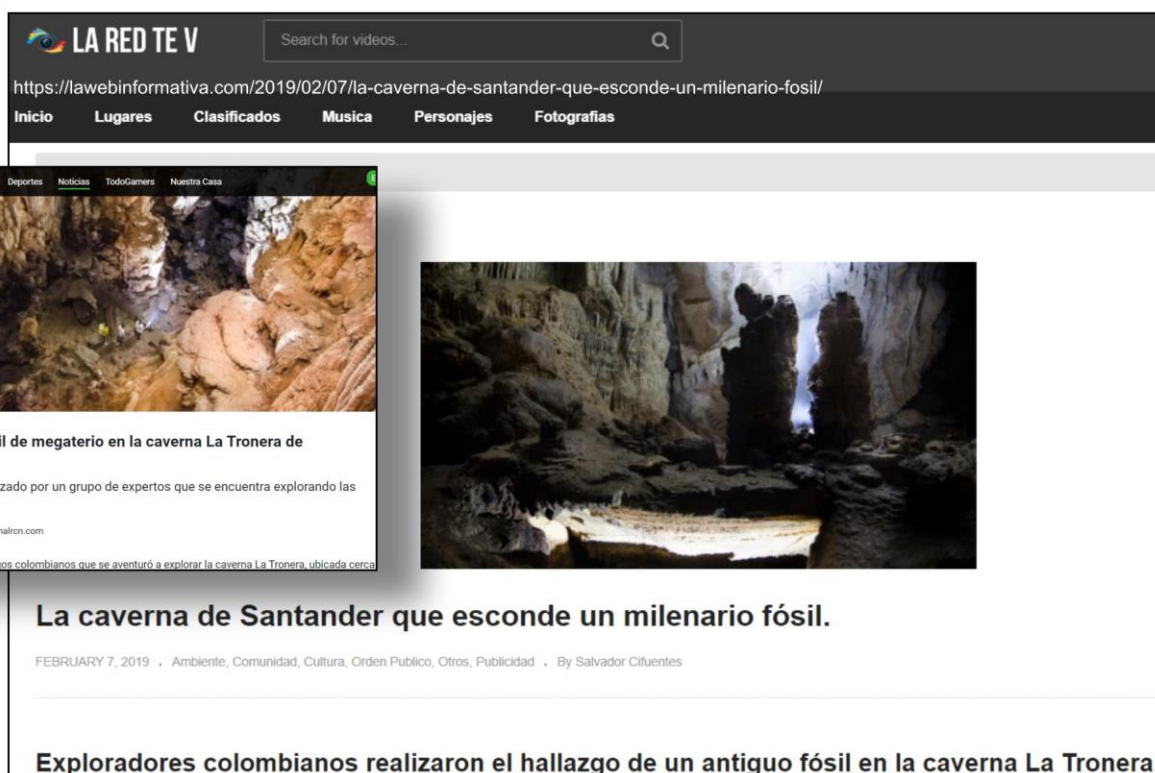 LA RED TE V
Search for videos...
https://lawebinformativa.com/2019/02/07/la-caverna-de-santander-que-esconde-un-milenario-fosil/
Inicio Lugares Clasificados Musica Personajes Fotografias
Deportes Noticias TodoGamers Nuestra Casa
de megaterio en la caverna La Tronera de
por un grupo de expertos que se encuentra explorando las
colombianos que se aventuró a explorar la caverna La Tronera, ubicada cerca
La caverna de Santander que esconde un milenario fósil.
FEBRUARY 7, 2019 . Ambiente, Comunidad, Cultura, Orden Publico, Otros, Publicidad . By Salvador Cifuentes
Exploradores colombianos realizaron el hallazgo de un antiguo fósil en la caverna La Tronera